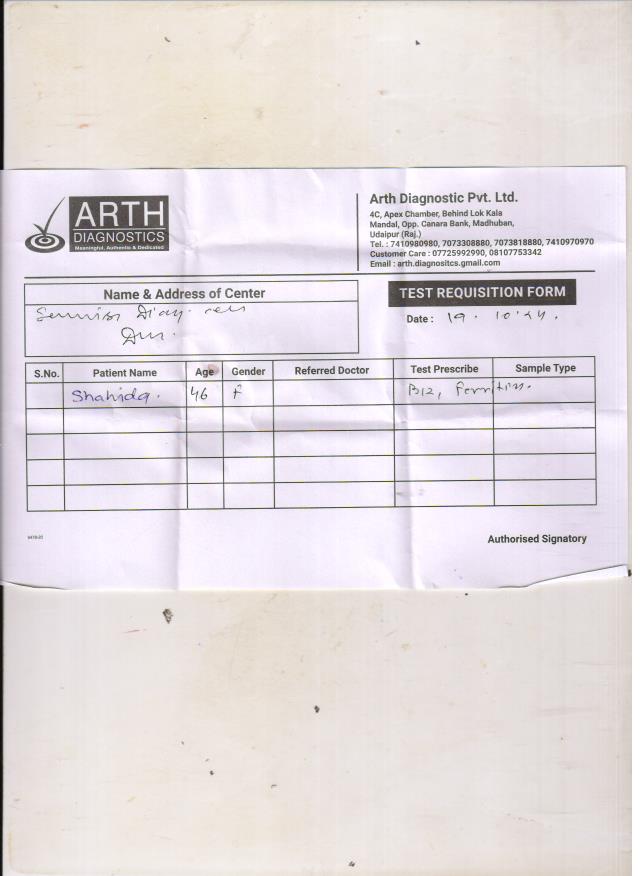 ARTH
DIAGNOSTICS
Meaningful, Authentic & Dedicated
Arth Diagnostic Pvt. Ltd.
4C, Apex Chamber, Behind Lok Kala
Mandal, Opp. Canara Bank, Madhuban,
Udaipur (Raj.)
Tel. : 7410980980, 7073308880, 7073818880, 7410970970
Customer Care : 07725992990, 08107753342
Email : arth.diagnositcs.gmail.com
Name & Address of Center
TEST REQUISITION FORM
Date : 19. 10'24.
S.No. Patient Name Age Gender Referred Doctor Test Prescribe Sample Type
Shahida. 46 f B12, Ferritin.
Authorised Signatory